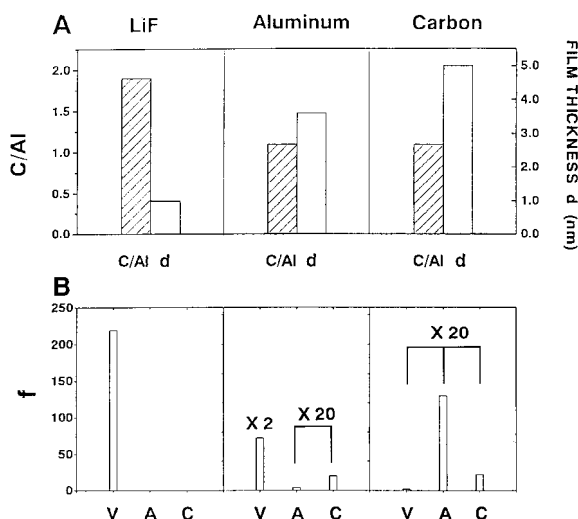 A
LiF Aluminum Carbon
2.0
1.5
1.0
0.5
0.0
C/Al
5.0
4.0
3.0
2.0
1.0
0.0
FILM THICKNESS d (nm)
C/Al d C/Al d C/Al d
B
250
200
150
100
50
0
f
X 2
X 20
X 20
V A C V A C V A C